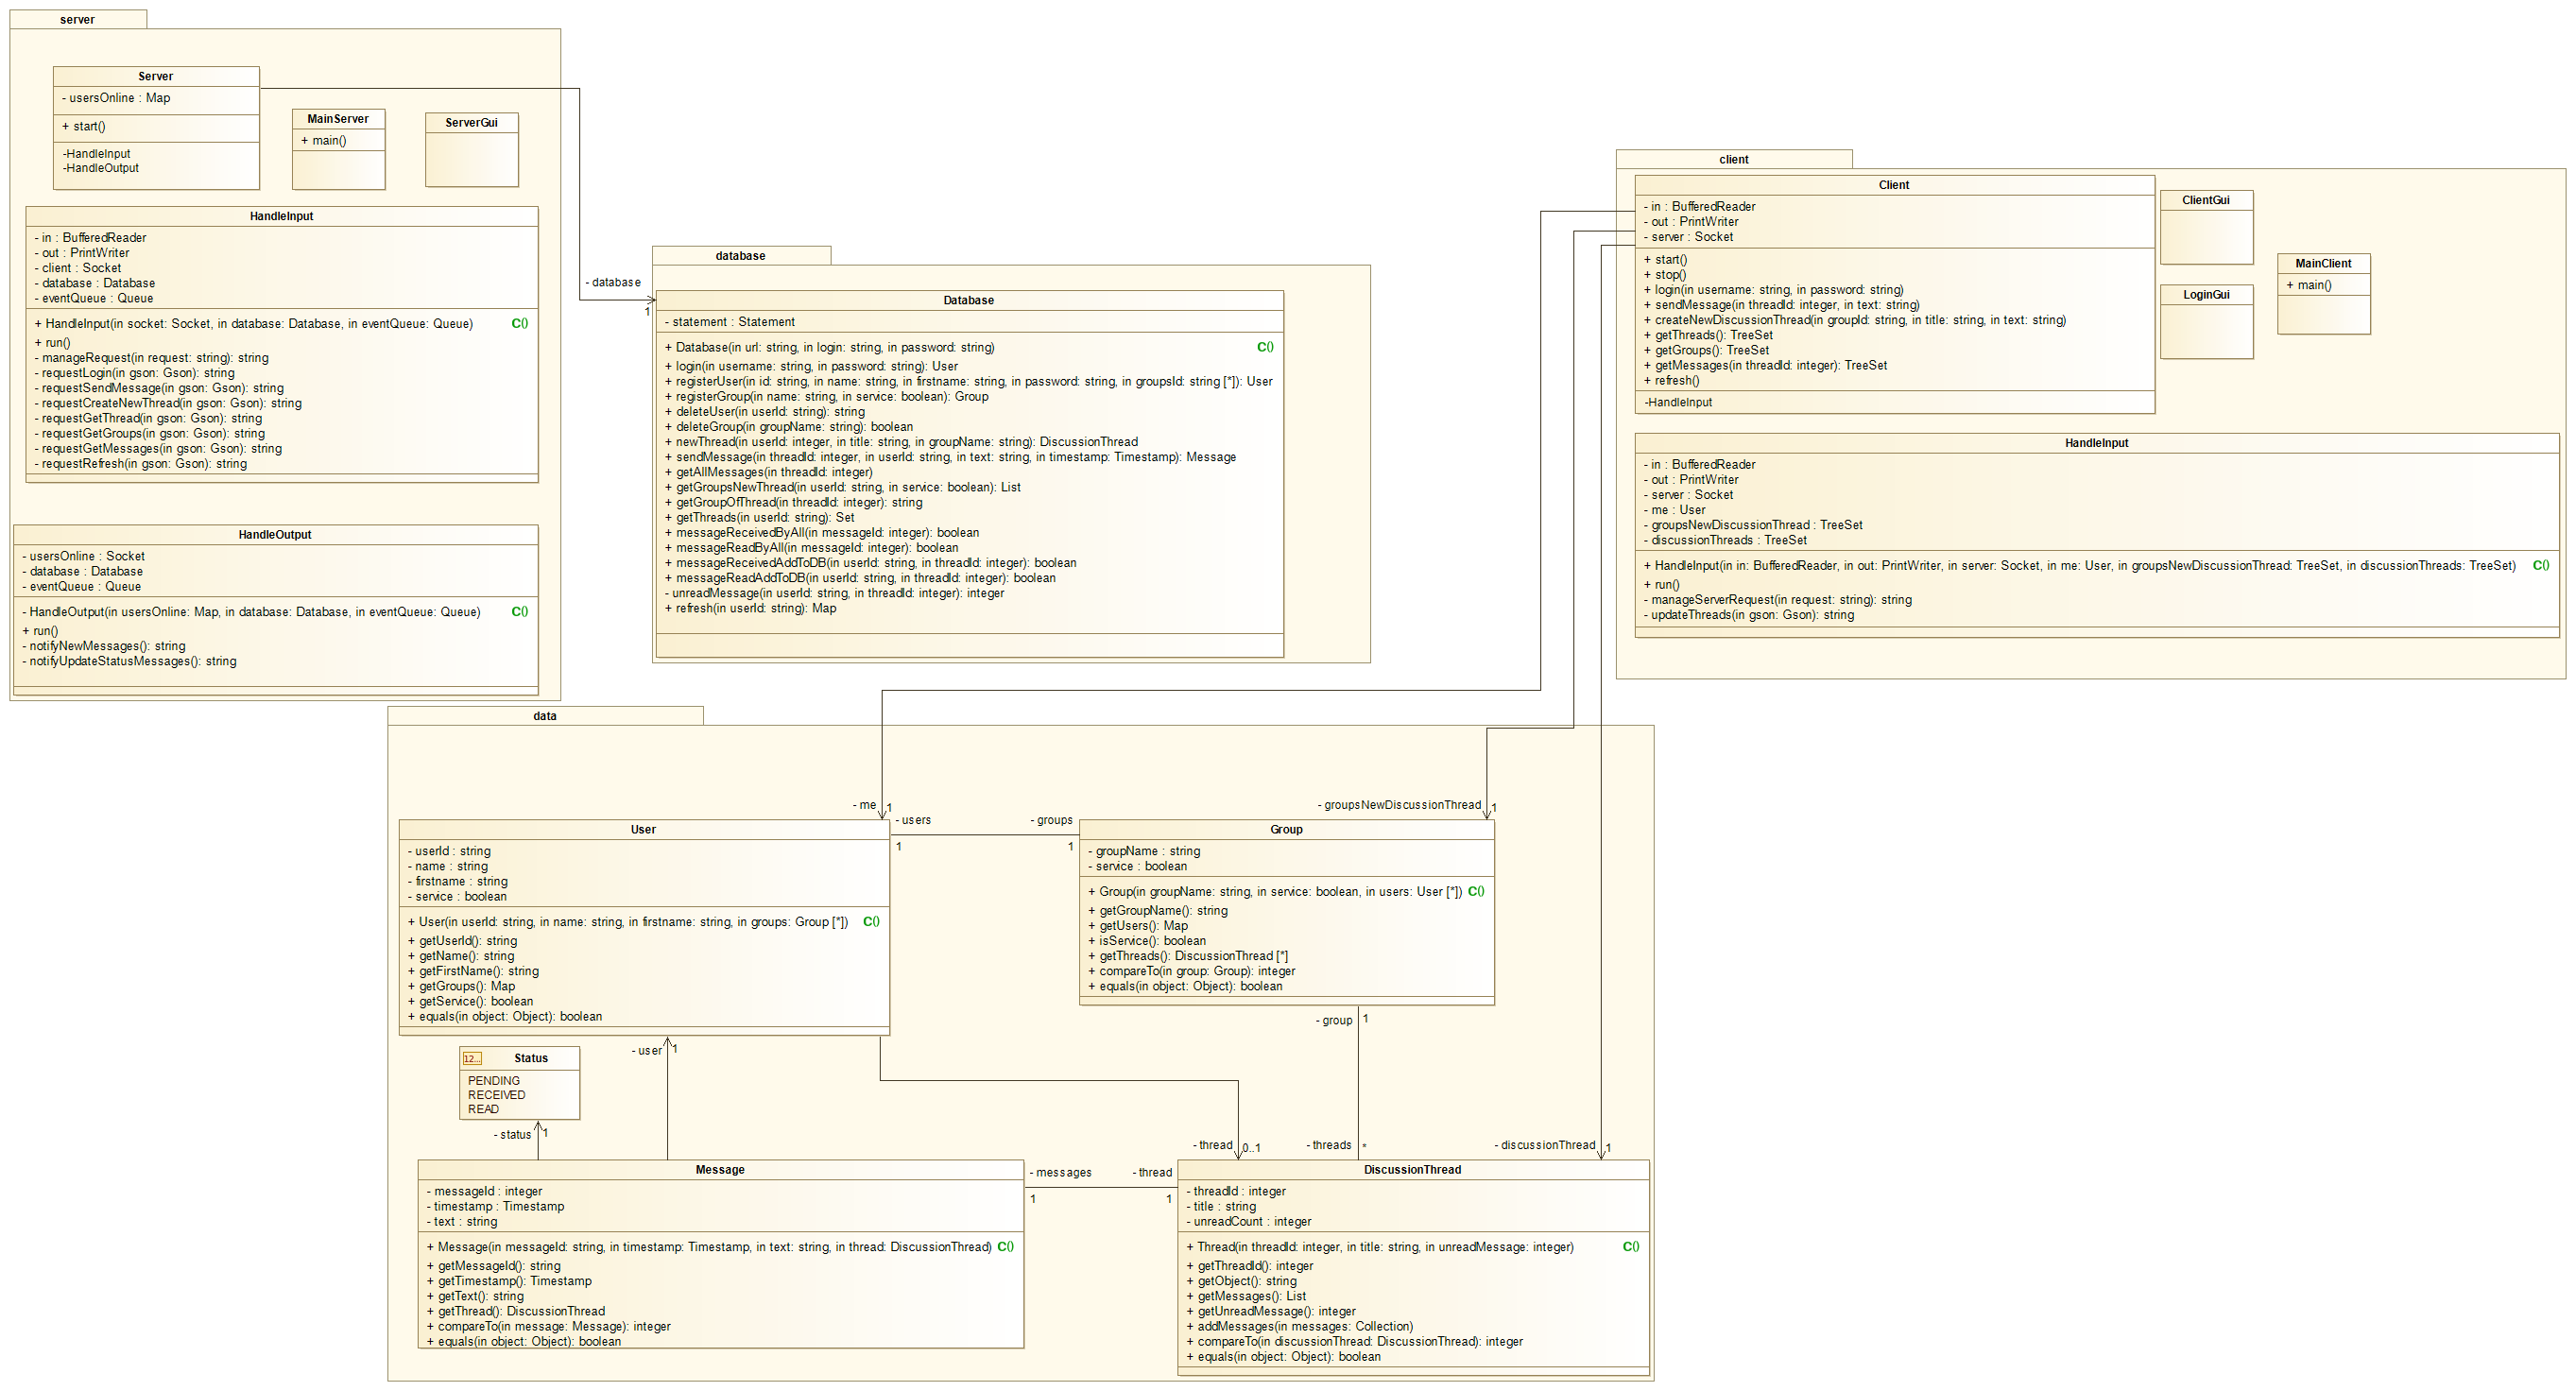 server
Server
- usersOnline : Map
+ start()
-HandleInput
-HandleOutput
MainServer
+ main()
ServerGui
HandleInput
- in : BufferedReader
- out : PrintWriter
- client : Socket
- database : Database
- eventQueue : Queue
+ HandleInput(in socket: Socket, in database: Database, in eventQueue: Queue) C()
+ run()
- manageRequest(in request: string): string
- requestLogin(in gson: Gson): string
- requestSendMessage(in gson: Gson): string
- requestCreateNewThread(in gson: Gson): string
- requestGetThread(in gson: Gson): string
- requestGetGroups(in gson: Gson): string
- requestGetMessages(in gson: Gson): string
- requestRefresh(in gson: Gson): string
HandleOutput
- usersOnline : Socket
- database : Database
- eventQueue : Queue
- HandleOutput(in usersOnline: Map, in database: Database, in eventQueue: Queue) C()
+ run()
- notifyNewMessages(): string
- notifyUpdateStatusMessages(): string
- database
1
database
Database
- statement : Statement
+ Database(in url: string, in login: string, in password: string) C()
+ login(in username: string, in password: string): User
+ registerUser(in id: string, in name: string, in firstname: string, in password: string, in groupsId: string [*]): User
+ registerGroup(in name: string, in service: boolean): Group
+ deleteUser(in userId: string): string
+ deleteGroup(in groupName: string): boolean
+ newThread(in userId: integer, in title: string, in groupName: string): DiscussionThread
+ sendMessage(in threadId: integer, in userId: string, in text: string, in timestamp: Timestamp): Message
+ getAllMessages(in threadId: integer)
+ getGroupsNewThread(in userId: string, in service: boolean): List
+ getGroupOfThread(in threadId: integer): string
+ getThreads(in userId: string): Set
+ messageReceivedByAll(in messageId: integer): boolean
+ messageReadByAll(in messageId: integer): boolean
+ messageReceivedAddToDB(in userId: string, in threadId: integer): boolean
+ messageReadAddToDB(in userId: string, in threadId: integer): boolean
- unreadMessage(in userId: string, in threadId: integer): integer
+ refresh(in userId: string): Map
client
Client
- in : BufferedReader
- out : PrintWriter
- server : Socket
+ start()
+ stop()
+ login(in username: string, in password: string)
+ sendMessage(in threadId: integer, in text: string)
+ createNewDiscussionThread(in groupId: string, in title: string, in text: string)
+ getThreads(): TreeSet
+ getGroups(): TreeSet
+ getMessages(in threadId: integer): TreeSet
+ refresh()
-HandleInput
ClientGui
LoginGui
MainClient
+ main()
HandleInput
- in : BufferedReader
- out : PrintWriter
- server : Socket
- me : User
- groupsNewDiscussionThread : TreeSet
- discussionThreads : TreeSet
+ HandleInput(in in: BufferedReader, in out: PrintWriter, in server: Socket, in me: User, in groupsNewDiscussionThread: TreeSet, in discussionThreads: TreeSet) C()
+ run()
- manageServerRequest(in request: string): string
- updateThreads(in gson: Gson): string
data
- me
1
- groupsNewDiscussionThread
1
User
- userId : string
- name : string
- firstname : string
- service : boolean
+ User(in userId: string, in name: string, in firstname: string, in groups: Group [*]) C()
+ getUserId(): string
+ getName(): string
+ getFirstName(): string
+ getGroups(): Map
+ getService(): boolean
+ equals(in object: Object): boolean
- users
1
- groups
1
Group
- groupName : string
- service : boolean
+ Group(in groupName: string, in service: boolean, in users: User [*]) C()
+ getGroupName(): string
+ getUsers(): Map
+ isService(): boolean
+ getThreads(): DiscussionThread [*]
+ compareTo(in group: Group): integer
+ equals(in object: Object): boolean
12... Status
PENDING
RECEIVED
READ
- user
1
- group
1
- status
1
- thread
0..1
- threads
*
- discussionThread
1
Message
- messageId : integer
- timestamp : Timestamp
- text : string
+ Message(in messageId: string, in timestamp: Timestamp, in text: string, in thread: DiscussionThread) C()
+ getMessageId(): string
+ getTimestamp(): Timestamp
+ getText(): string
+ getThread(): DiscussionThread
+ compareTo(in message: Message): integer
+ equals(in object: Object): boolean
- messages
1
- thread
1
DiscussionThread
- threadId : integer
- title : string
- unreadCount : integer
+ Thread(in threadId: integer, in title: string, in unreadMessage: integer) C()
+ getThreadId(): integer
+ getObject(): string
+ getMessages(): List
+ getUnreadMessage(): integer
+ addMessages(in messages: Collection)
+ compareTo(in discussionThread: DiscussionThread): integer
+ equals(in object: Object): boolean